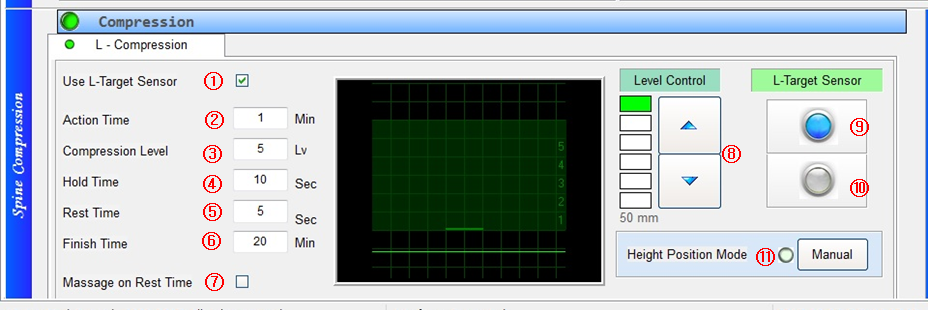 Compression
L - Compression
Spine Compression
Use L-Target Sensor ① 
Action Time ② 1 Min
Compression Level ③ 5 Lv
Hold Time ④ 10 Sec
Rest Time ⑤ 5 Sec
Finish Time ⑥ 20 Min
Massage on Rest Time ⑦
5
4
3
2
1
Level Control
⑧
50 mm
L-Target Sensor
⑨
⑩
Height Position Mode ⑪ Manual